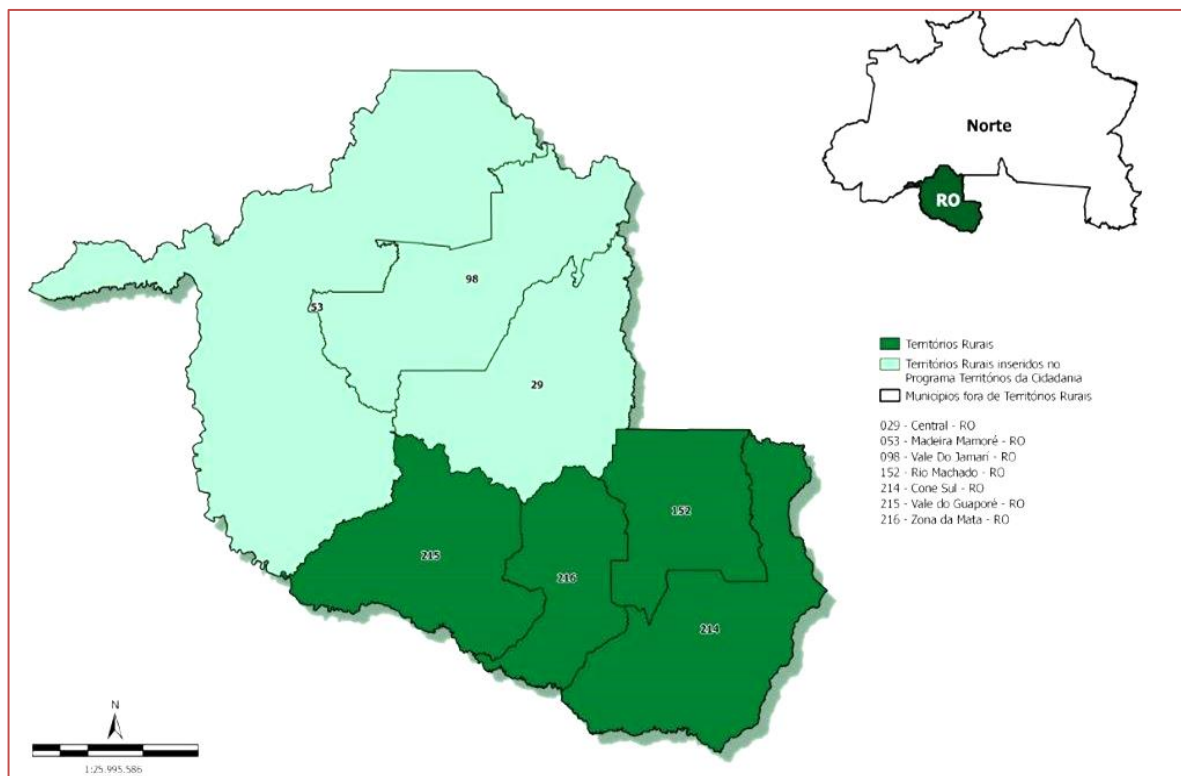 Norte
RO
98
53
29
152
215
216
214
Territórios Rurais
Territórios Rurais inseridos no
Programa Territórios da Cidadania
Municípios fora de Territórios Rurais
029 - Central - RO
053 - Madeira Mamoré - RO
098 - Vale Do Jamari - RO
152 - Rio Machado - RO
214 - Cone Sul - RO
215 - Vale do Guaporé - RO
216 - Zona da Mata - RO
N
1:25.995.586